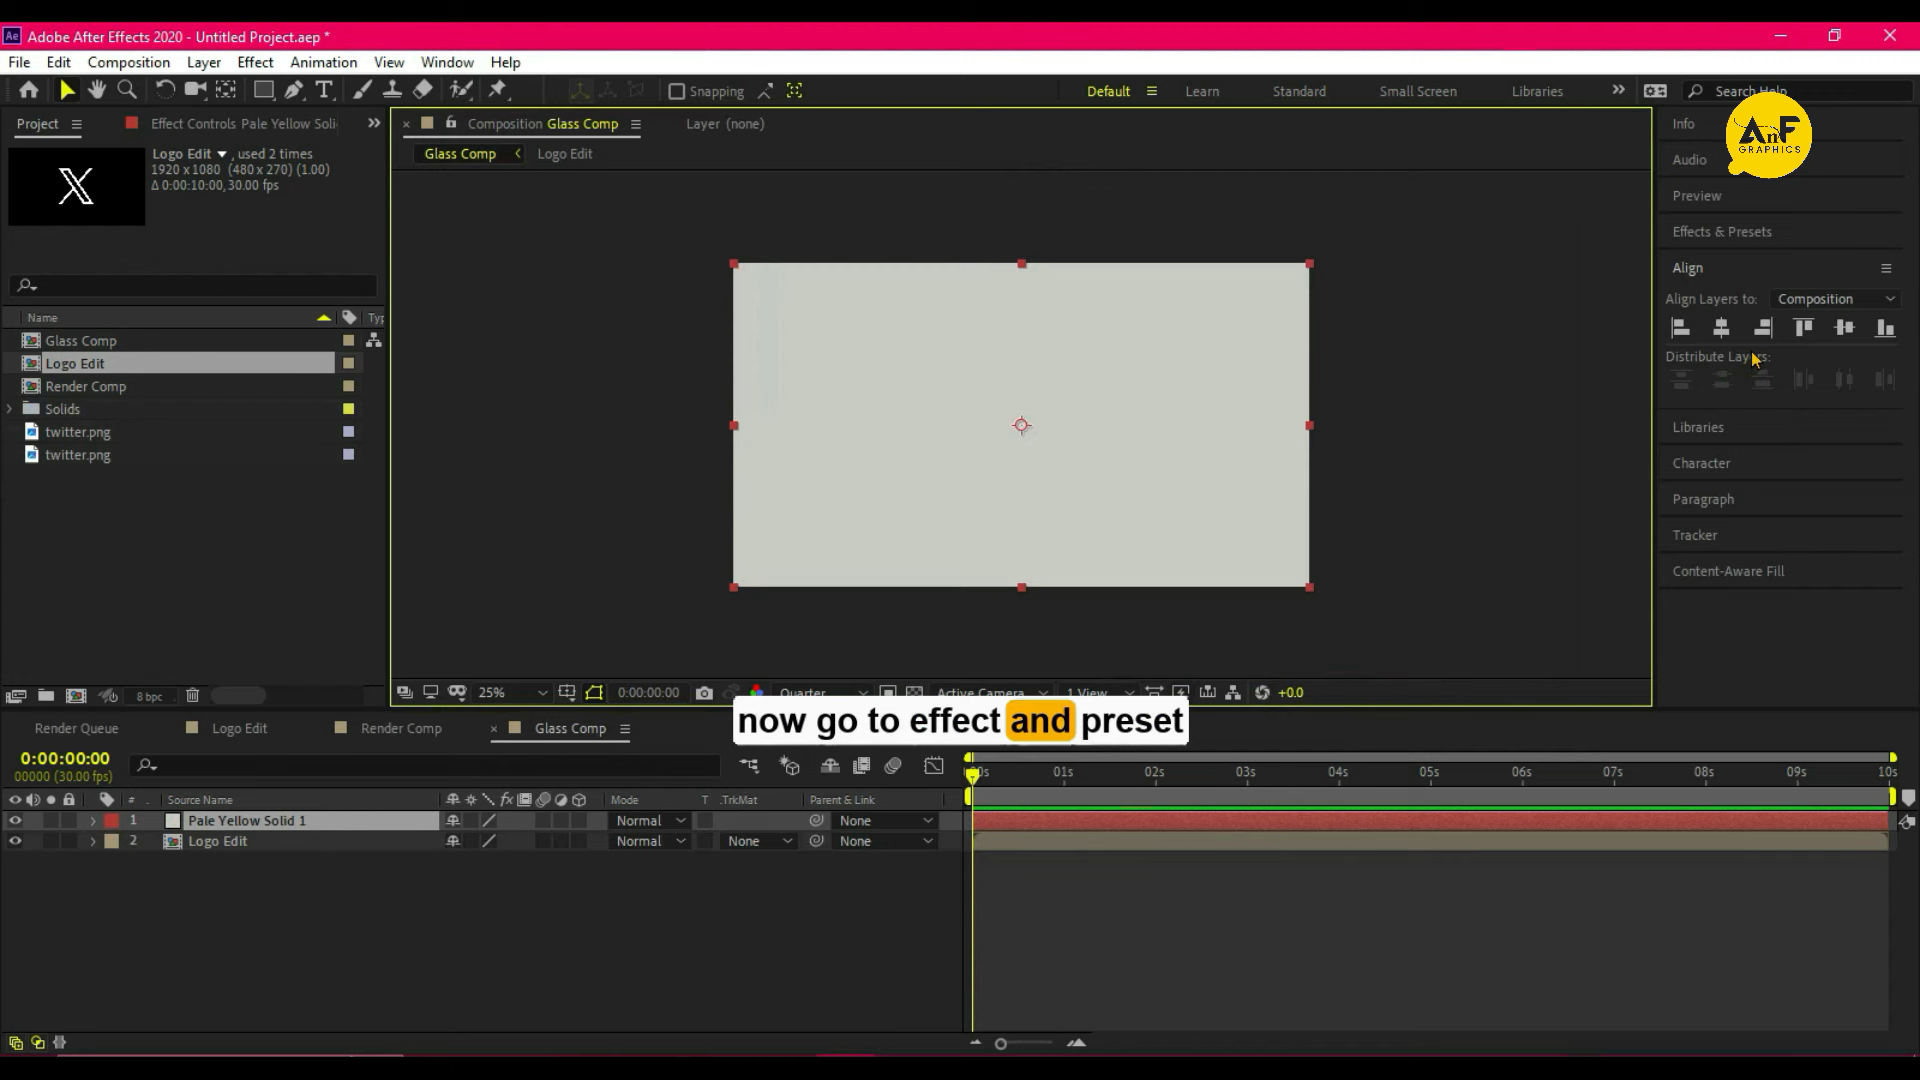 Ae Adobe After Effects 2020 - Untitled Project.aep *
File Edit Composition Layer Effect Animation View Window Help
Snapping
Default Learn Standard Small Screen Libraries
Search Help
AnF
GRAPHICS
Project
Effect Controls Pale Yellow Soli
Composition Glass Comp
Layer (none)
Glass Comp
Logo Edit
Logo Edit , used 2 times
1920 x 1080 (480 x 270) (1.00)
Δ 0:00:10:00, 30.00 fps
Name
Typ
Glass Comp
Logo Edit
Render Comp
Solids
twitter.png
twitter.png
8 bpc
Info
Audio
Preview
Effects & Presets
Align
Align Layers to: Composition
Distribute Layers:
Libraries
Character
Paragraph
Tracker
Content-Aware Fill
25% 0:00:00:00 Quarter Active Camera 1 View +0.0
now go to effect and preset
Render Queue
Logo Edit
Render Comp
Glass Comp
0:00:00:00
00000 (30.00 fps)
01s 02s 03s 04s 05s 06s 07s 08s 09s 10s
# Source Name Mode T .TrkMat Parent & Link
1 Pale Yellow Solid 1 Normal None
2 Logo Edit Normal None None